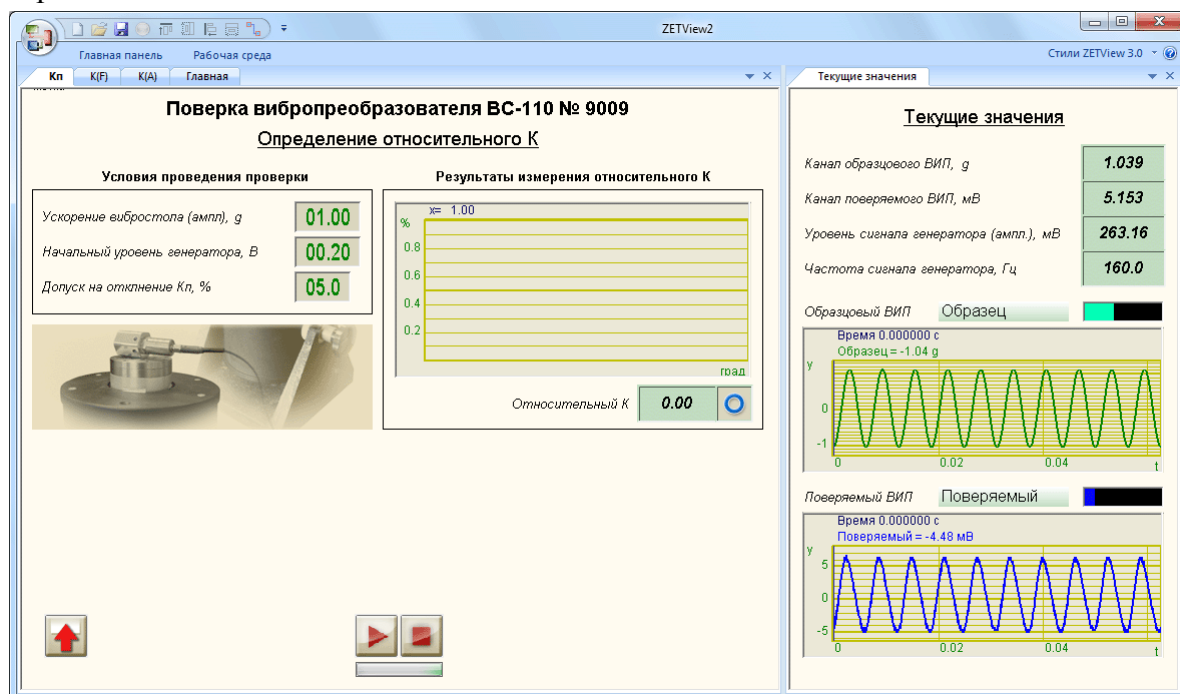 ZETView2
Главная панель Рабочая среда
Стили ZETView 3.0
Кп K(F) K(A) Главная
Текущие значения
Поверка вибропреобразователя ВС-110 № 9009
Определение относительного К
Условия проведения проверки
Ускорение вибростола (ампл), g 01.00
Начальный уровень генератора, В 00.20
Допуск на отклнение Кп, % 05.0
Результаты измерения относительного К
x= 1.00
%
0.8
0.6
0.4
0.2
град
Относительный К 0.00
Текущие значения
Канал образцового ВИП, g 1.039
Канал поверяемого ВИП, мВ 5.153
Уровень сигнала генератора (ампл.), мВ 263.16
Частота сигнала генератора, Гц 160.0
Образцовый ВИП Образец
Время 0.000000 с
Образец = -1.04 g
y
0
-1
0 0.02 0.04 t
Поверяемый ВИП Поверяемый
Время 0.000000 с
Поверяемый = -4.48 мВ
y
5
0
-5
0 0.02 0.04 t